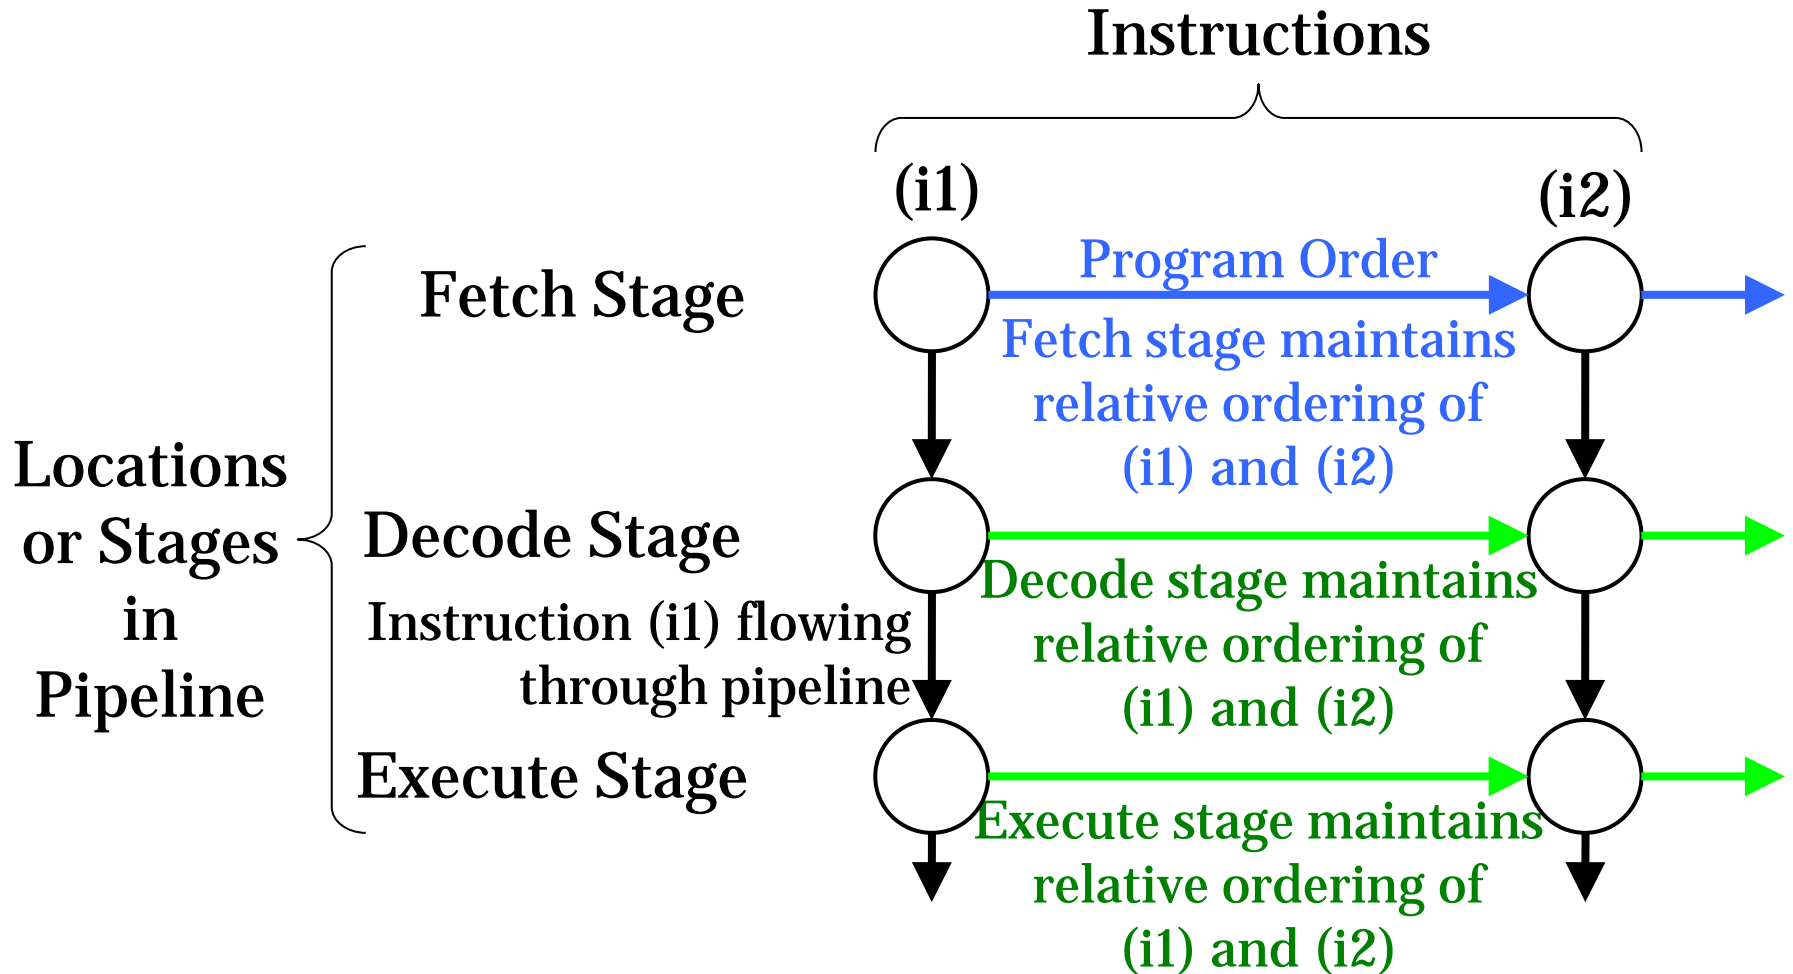 Instructions
(i1)
(i2)
Program Order
Fetch Stage
Fetch stage maintains
relative ordering of
(i1) and (i2)
Locations
or Stages
in
Pipeline
Decode Stage
Decode stage maintains
relative ordering of
(i1) and (i2)
Instruction (i1) flowing
through pipeline
Execute Stage
Execute stage maintains
relative ordering of
(i1) and (i2)